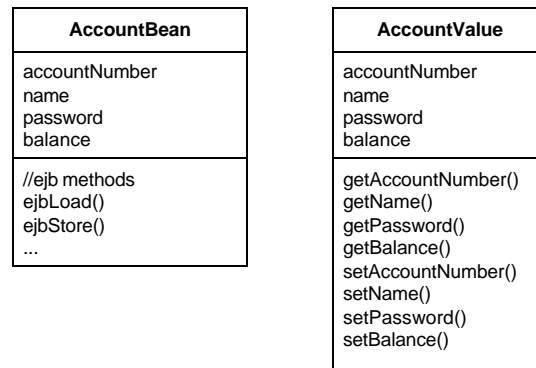 AccountBean
accountNumber
name
password
balance
//ejb methods
ejbLoad()
ejbStore()
...
AccountValue
accountNumber
name
password
balance
getAccountNumber()
getName()
getPassword()
getBalance()
setAccountNumber()
setName()
setPassword()
setBalance()